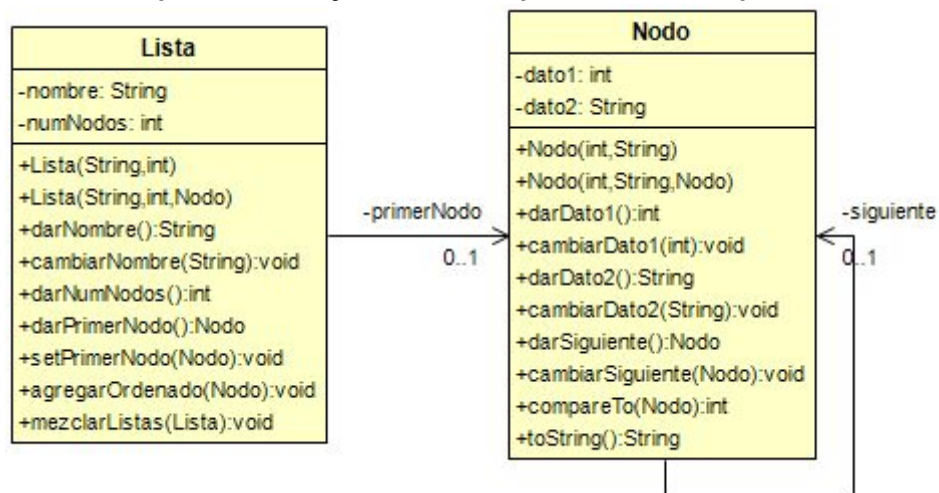 Lista
-nombre: String
-numNodos: int
+Lista(String,int)
+Lista(String,int,Nodo)
+darNombre():String
+cambiarNombre(String):void
+darNumNodos():int
+darPrimerNodo():Nodo
+setPrimerNodo(Nodo):void
+agregarOrdenado(Nodo):void
+mezclarListas(Lista):void
-primerNodo
0..1
Nodo
-dato1: int
-dato2: String
+Nodo(int,String)
+Nodo(int,String,Nodo)
+darDato1():int
+cambiarDato1(int):void
+darDato2():String
+cambiarDato2(String):void
+darSiguiente():Nodo
+cambiarSiguiente(Nodo):void
+compareTo(Nodo):int
+toString():String
-siguiente
0..1